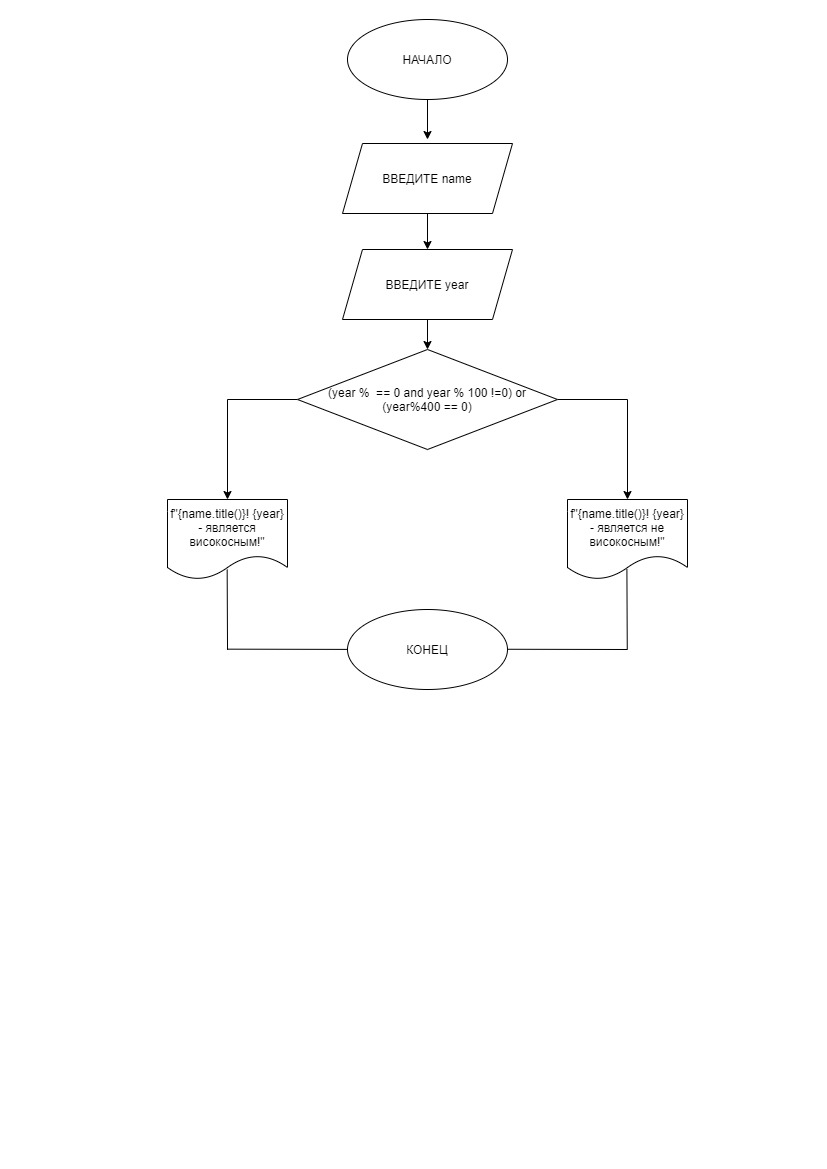 НАЧАЛО
ВВЕДИТЕ name
ВВЕДИТЕ year
(year %  == 0 and year % 100 !=0) or
(year%400 == 0)
f"{name.title()}! {year}
- является
високосным!"
f"{name.title()}! {year}
- является не
високосным!"
КОНЕЦ